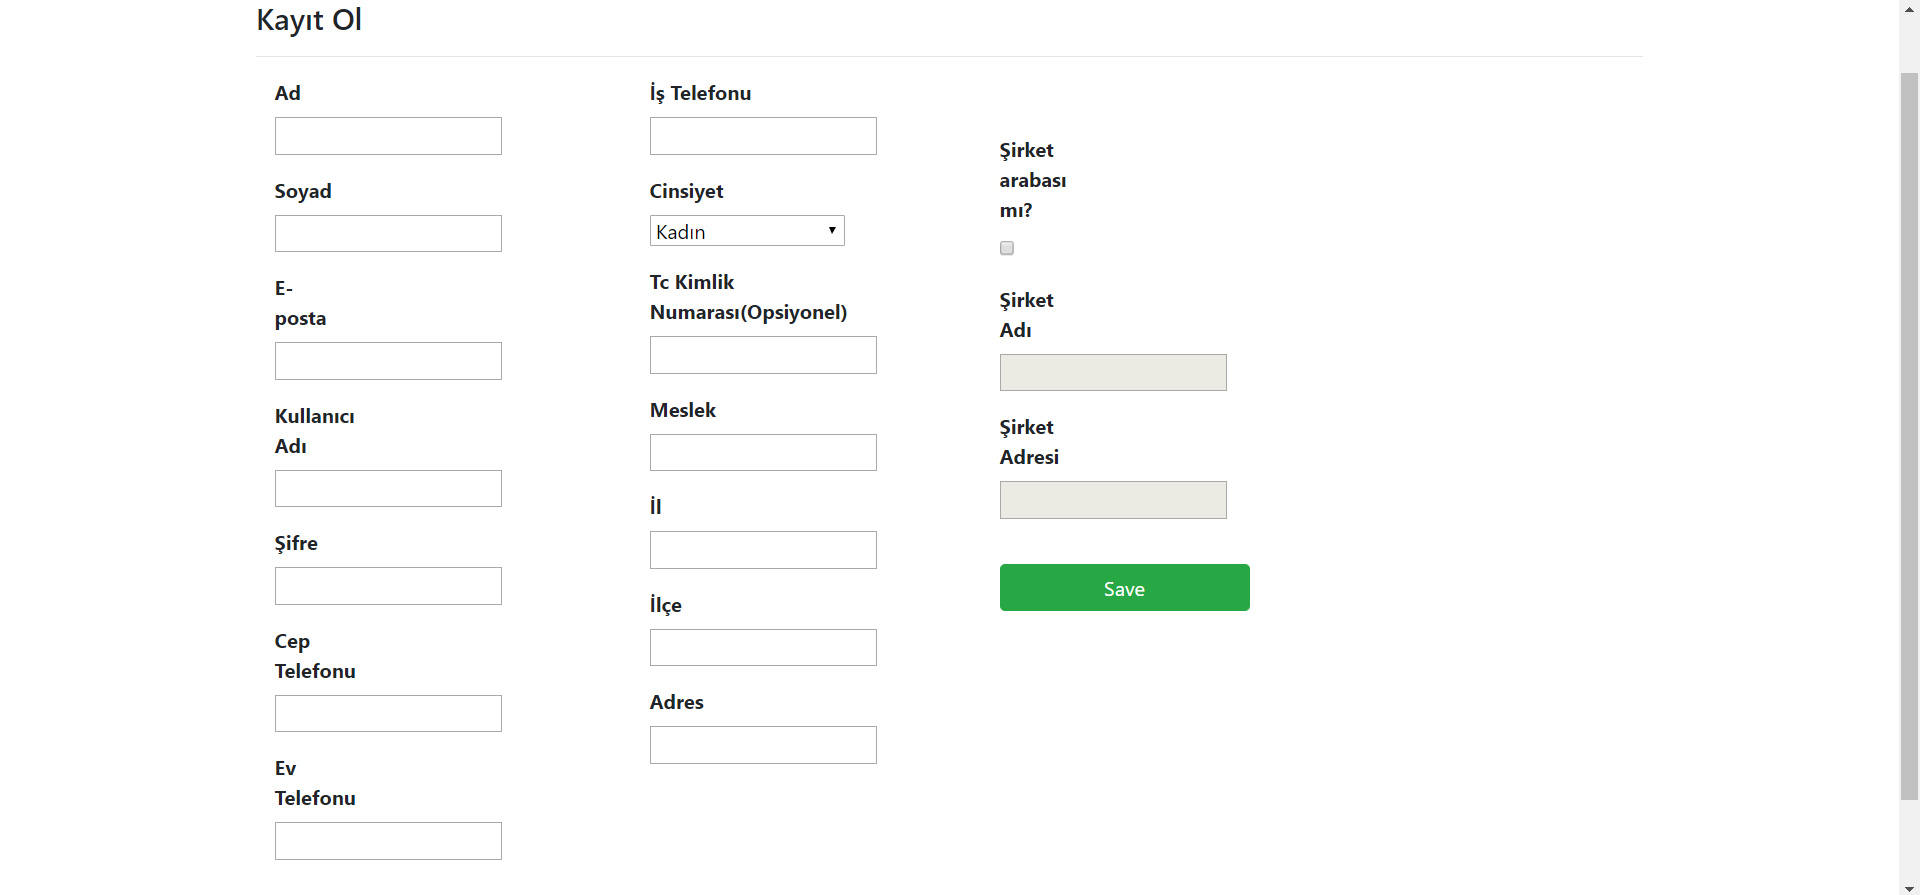 Kayıt Ol
Ad
Soyad
E-
posta
Kullanıcı
Adı
Şifre
Cep
Telefonu
Ev
Telefonu
İş Telefonu
Cinsiyet
Kadın
Tc Kimlik
Numarası(Opsiyonel)
Meslek
İl
İlçe
Adres
Şirket
arabası
mı?
Şirket
Adı
Şirket
Adresi
Save